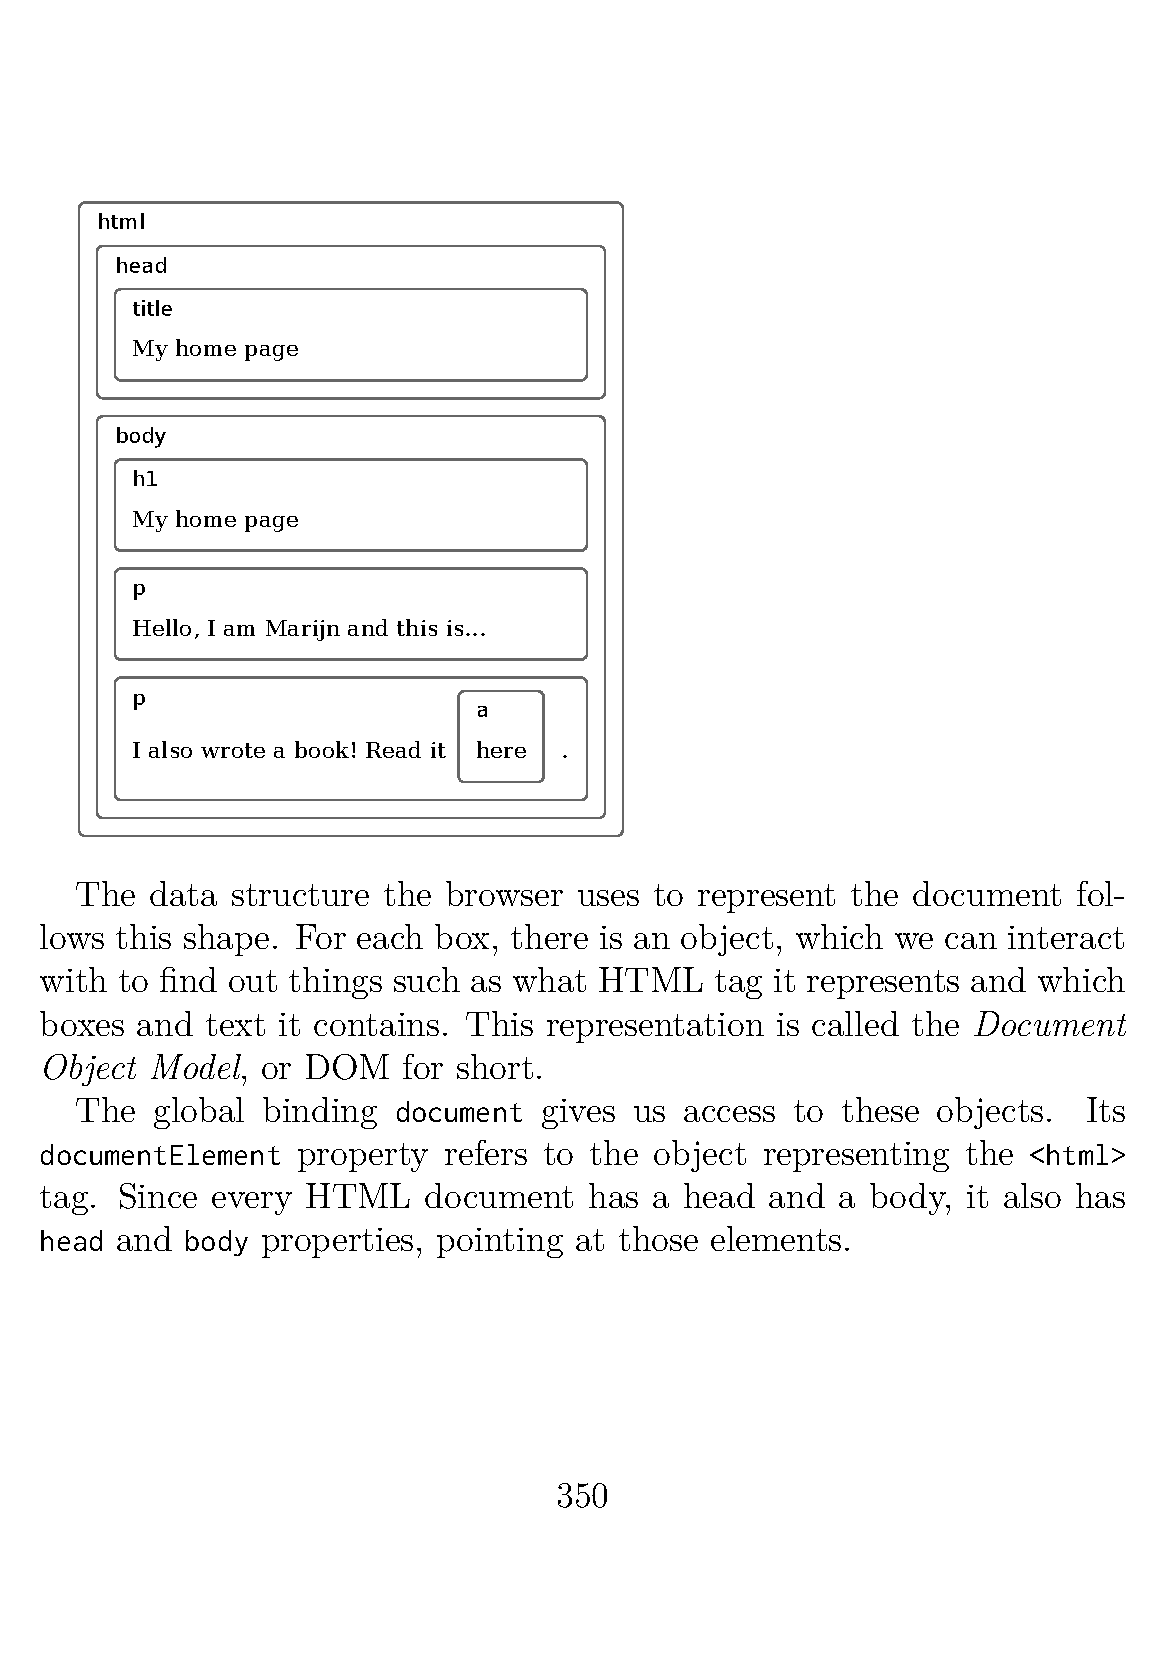 html
head
title
My home page
body
h1
My home page
p
Hello, I am Marijn and this is...
p
a
I also wrote a book! Read it here .
The data structure the browser uses to represent the document fol-
lows this shape. For each box, there is an object, which we can interact
with to find out things such as what HTML tag it represents and which
boxes and text it contains. This representation is called the Document
Object Model, or DOM for short.
The global binding document gives us access to these objects. Its
documentElement property refers to the object representing the <html>
tag. Since every HTML document has a head and a body, it also has
head and body properties, pointing at those elements.
350